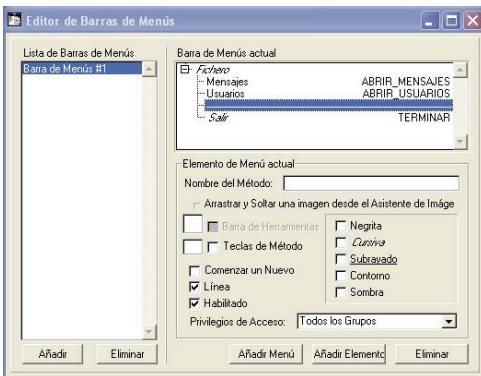 Editor de Barras de Menús
Lista de Barras de Menús
Barra de Menús #1
Añadir
Eliminar
Barra de Menús actual
Fichero
Mensajes ABRIR_MENSAJES
Usuarios ABRIR_USUARIOS
Salir TERMINAR
Elemento de Menú actual
Nombre del Método:
Arrastrar y Soltar una imagen desde el Asistente de Imáge
Barra de Herramientas
Teclas de Método
Comenzar un Nuevo
Línea
Habilitado
Negrita
Cursiva
Subrayado
Contorno
Sombra
Privilegios de Acceso: Todos los Grupos
Añadir Menú
Añadir Elemento
Eliminar